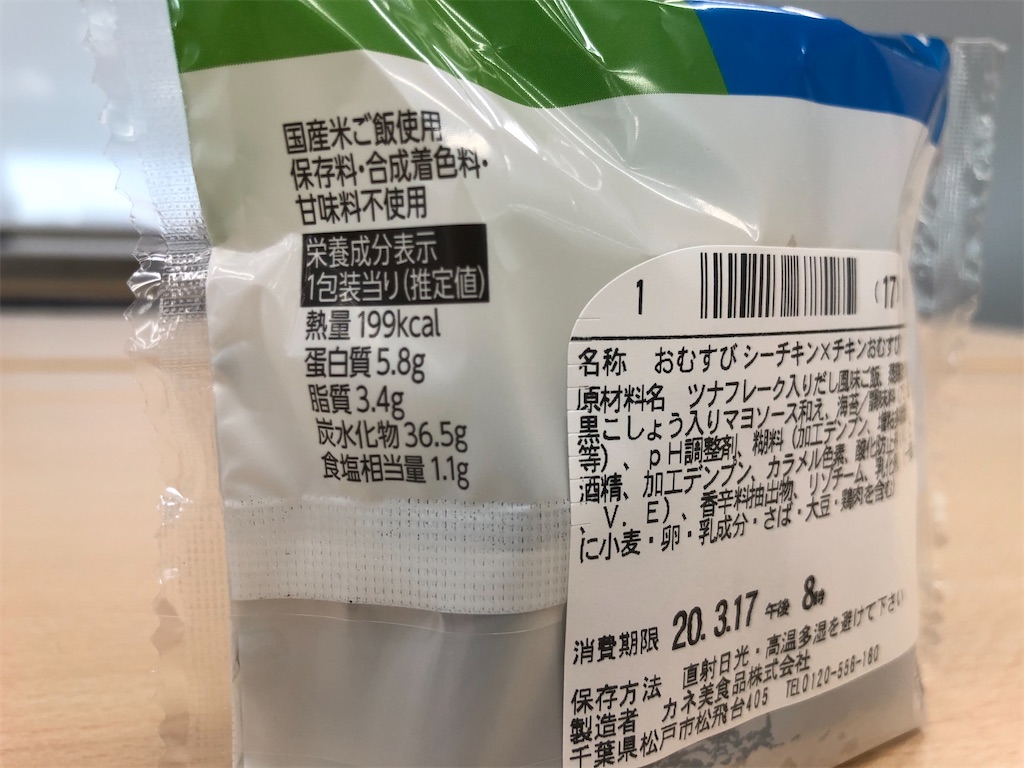 国産米ご飯使用
保存料・合成着色料・
甘味料不使用
栄養成分表示
1包装当り(推定値)
熱量 199kcal
蛋白質 5.8g
脂質 3.4g
炭水化物 36.5g
食塩相当量 1.1g
1 (17)
名称 おむすび シーチキン×チキンおむすび
原材料名 ツナフレーク入りだし風味ご飯、
黒こしょう入りマヨソース和え、海苔／調味料
等)、pH調整剤、糊料(加工デンプン、増粘
酒精、加工デンプン、カラメル色素、酸化防止
V.E)、香辛料抽出物、リゾチーム、
に小麦・卵・乳成分・さば・大豆・鶏肉を含む)
消費期限 20.3.17 午後 8時
保存方法 直射日光・高温多湿を避けて下さい
製造者 カネ美食品株式会社
千葉県松戸市松飛台405 TEL0120-556-180